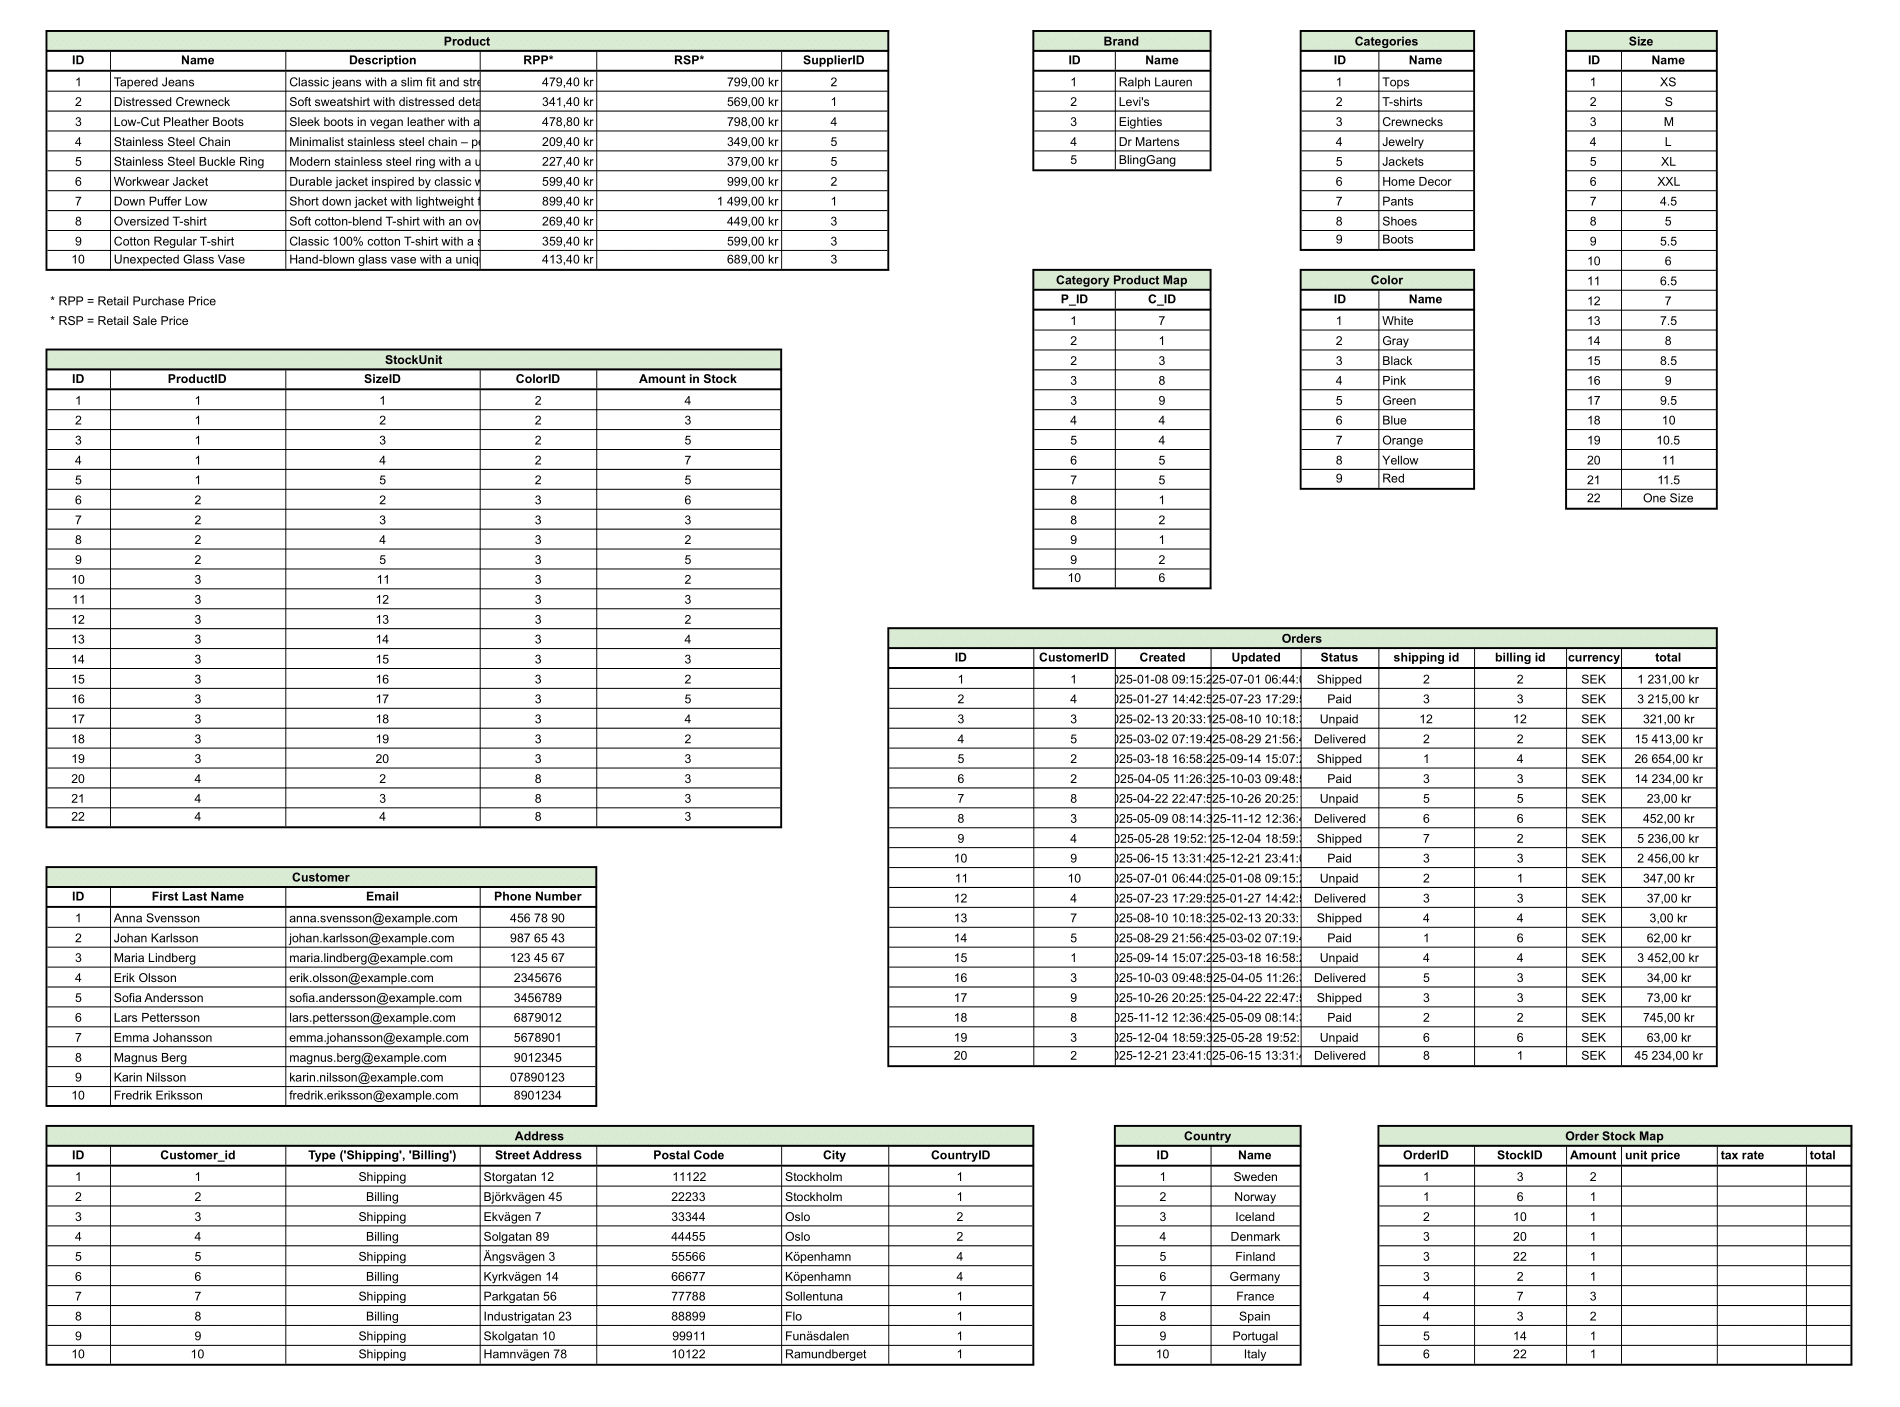 Product
ID Name Description RPP* RSP* SupplierID
1 Tapered Jeans Classic jeans with a slim fit and 479,40 kr 799,00 kr 2
2 Distressed Crewneck Soft sweatshirt with distressed 341,40 kr 569,00 kr 1
3 Low-Cut Pleather Boots Sleek boots in vegan leather with a 478,80 kr 798,00 kr 4
4 Stainless Steel Chain Minimalist stainless steel chain – 209,40 kr 349,00 kr 5
5 Stainless Steel Buckle Ring Modern stainless steel ring with a 227,40 kr 379,00 kr 5
6 Workwear Jacket Durable jacket inspired by classic 599,40 kr 999,00 kr 2
7 Down Puffer Low Short down jacket with lightweight 899,40 kr 1 499,00 kr 1
8 Oversized T-shirt Soft cotton-blend T-shirt with an 269,40 kr 449,00 kr 3
9 Cotton Regular T-shirt Classic 100% cotton T-shirt with a 359,40 kr 599,00 kr 3
10 Unexpected Glass Vase Hand-blown glass vase with a 413,40 kr 689,00 kr 3
* RPP = Retail Purchase Price
* RSP = Retail Sale Price
Brand
ID Name
1 Ralph Lauren
2 Levi's
3 Eighties
4 Dr Martens
5 BlingGang
Categories
ID Name
1 Tops
2 T-shirts
3 Crewnecks
4 Jewelry
5 Jackets
6 Home Decor
7 Pants
8 Shoes
9 Boots
Size
ID Name
1 XS
2 S
3 M
4 L
5 XL
6 XXL
7 4.5
8 5
9 5.5
10 6
11 6.5
12 7
13 7.5
14 8
15 8.5
16 9
17 9.5
18 10
19 10.5
20 11
21 11.5
22 One Size
Category Product Map
P_ID C_ID
1 7
2 1
2 3
3 8
3 9
4 4
5 4
6 5
7 5
8 1
8 2
9 1
9 2
10 6
Color
ID Name
1 White
2 Gray
3 Black
4 Pink
5 Green
6 Blue
7 Orange
8 Yellow
9 Red
StockUnit
ID ProductID SizeID ColorID Amount in Stock
1 1 1 2 4
2 1 2 2 3
3 1 3 2 5
4 1 4 2 7
5 1 5 2 5
6 2 2 3 6
7 2 3 3 3
8 2 4 3 2
9 2 5 3 5
10 3 11 3 2
11 3 12 3 3
12 3 13 3 2
13 3 14 3 4
14 3 15 3 3
15 3 16 3 2
16 3 17 3 5
17 3 18 3 4
18 3 19 3 2
19 3 20 3 3
20 4 2 8 3
21 4 3 8 3
22 4 4 8 3
Orders
ID CustomerID Created Updated Status shipping id billing id currency total
1 1 025-01-08 09:15: 25-07-01 06:44: Shipped 2 2 SEK 1 231,00 kr
2 4 025-01-27 14:42: 25-07-23 17:29: Paid 3 3 SEK 3 215,00 kr
3 3 025-02-13 20:33: 25-08-10 10:18: Unpaid 12 12 SEK 321,00 kr
4 5 025-03-02 07:19: 25-08-29 21:56: Delivered 2 2 SEK 15 413,00 kr
5 2 025-03-18 16:58: 25-09-14 15:07: Shipped 1 4 SEK 26 654,00 kr
6 2 025-04-05 11:26: 25-10-03 09:48: Paid 3 3 SEK 14 234,00 kr
7 8 025-04-22 22:47: 25-10-26 20:25: Unpaid 5 5 SEK 23,00 kr
8 3 025-05-09 08:14: 25-11-12 12:36: Delivered 6 6 SEK 452,00 kr
9 4 025-05-28 19:52: 25-12-04 18:59: Shipped 7 2 SEK 5 236,00 kr
10 9 025-06-15 13:31: 25-12-21 23:41: Paid 3 3 SEK 2 456,00 kr
11 10 025-07-01 06:44: 25-01-08 09:15: Unpaid 2 1 SEK 347,00 kr
12 4 025-07-23 17:29: 25-01-27 14:42: Delivered 3 3 SEK 37,00 kr
13 7 025-08-10 10:18: 25-02-13 20:33: Shipped 4 4 SEK 3,00 kr
14 5 025-08-29 21:56: 25-03-02 07:19: Paid 1 6 SEK 62,00 kr
15 1 025-09-14 15:07: 25-03-18 16:58: Unpaid 4 4 SEK 3 452,00 kr
16 3 025-10-03 09:48: 25-04-05 11:26: Delivered 5 3 SEK 34,00 kr
17 9 025-10-26 20:25: 25-04-22 22:47: Shipped 3 3 SEK 73,00 kr
18 8 025-11-12 12:36: 25-05-09 08:14: Paid 2 2 SEK 745,00 kr
19 3 025-12-04 18:59: 25-05-28 19:52: Unpaid 6 6 SEK 63,00 kr
20 2 025-12-21 23:41: 25-06-15 13:31: Delivered 8 1 SEK 45 234,00 kr
Customer
ID First Last Name Email Phone Number
1 Anna Svensson anna.svensson@example.com 456 78 90
2 Johan Karlsson johan.karlsson@example.com 987 65 43
3 Maria Lindberg maria.lindberg@example.com 123 45 67
4 Erik Olsson erik.olsson@example.com 2345676
5 Sofia Andersson sofia.andersson@example.com 3456789
6 Lars Pettersson lars.pettersson@example.com 6879012
7 Emma Johansson emma.johansson@example.com 5678901
8 Magnus Berg magnus.berg@example.com 9012345
9 Karin Nilsson karin.nilsson@example.com 07890123
10 Fredrik Eriksson fredrik.eriksson@example.com 8901234
Address
ID Customer_id Type ('Shipping', 'Billing') Street Address Postal Code City CountryID
1 1 Shipping Storgatan 12 11122 Stockholm 1
2 2 Billing Björkvägen 45 22233 Stockholm 1
3 3 Shipping Ekvägen 7 33344 Oslo 2
4 4 Billing Solgatan 89 44455 Oslo 2
5 5 Shipping Ängsvägen 3 55566 Köpenhamn 4
6 6 Billing Kyrkvägen 14 66677 Köpenhamn 4
7 7 Shipping Parkgatan 56 77788 Sollentuna 1
8 8 Billing Industrigatan 23 88899 Flo 1
9 9 Shipping Skolgatan 10 99911 Funäsdalen 1
10 10 Shipping Hamnvägen 78 10122 Ramundberget 1
Country
ID Name
1 Sweden
2 Norway
3 Iceland
4 Denmark
5 Finland
6 Germany
7 France
8 Spain
9 Portugal
10 Italy
Order Stock Map
OrderID StockID Amount unit price tax rate total
1 3 2
1 6 1
2 10 1
3 20 1
3 22 1
3 2 1
4 7 3
4 3 2
5 14 1
6 22 1